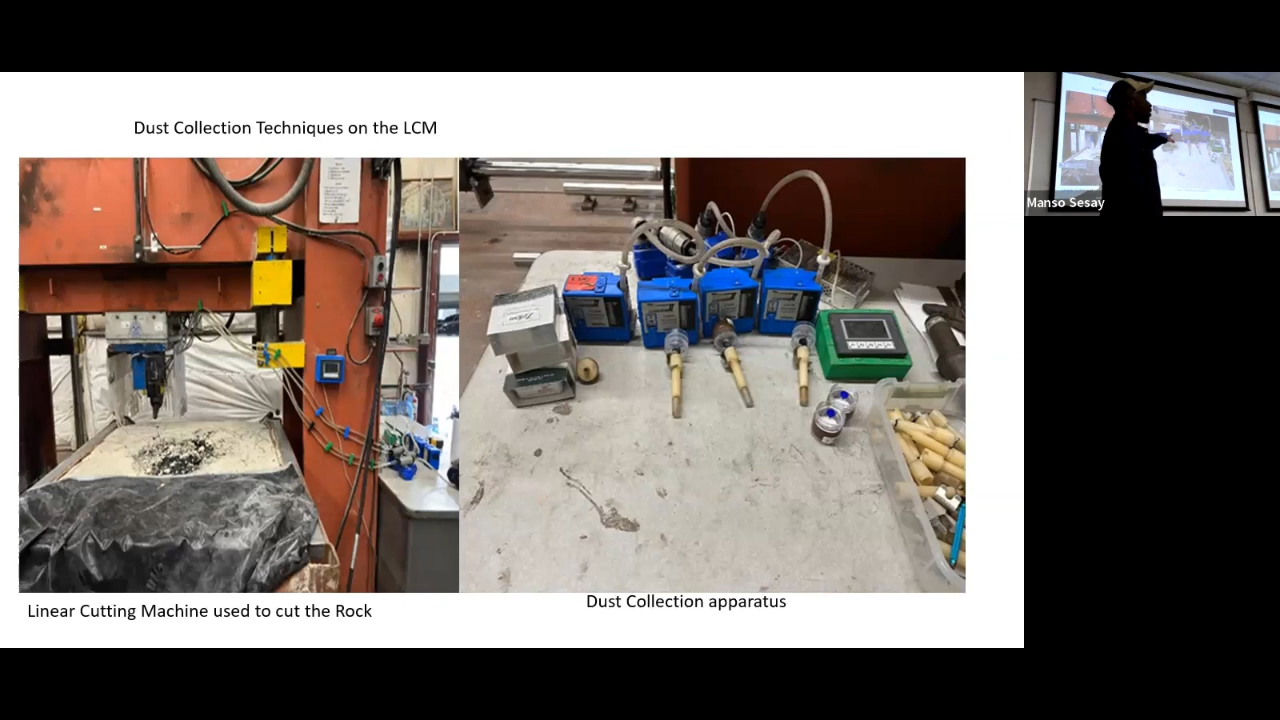 Dust Collection Techniques on the LCM
Manso Sesay
Linear Cutting Machine used to cut the Rock
Dust Collection apparatus